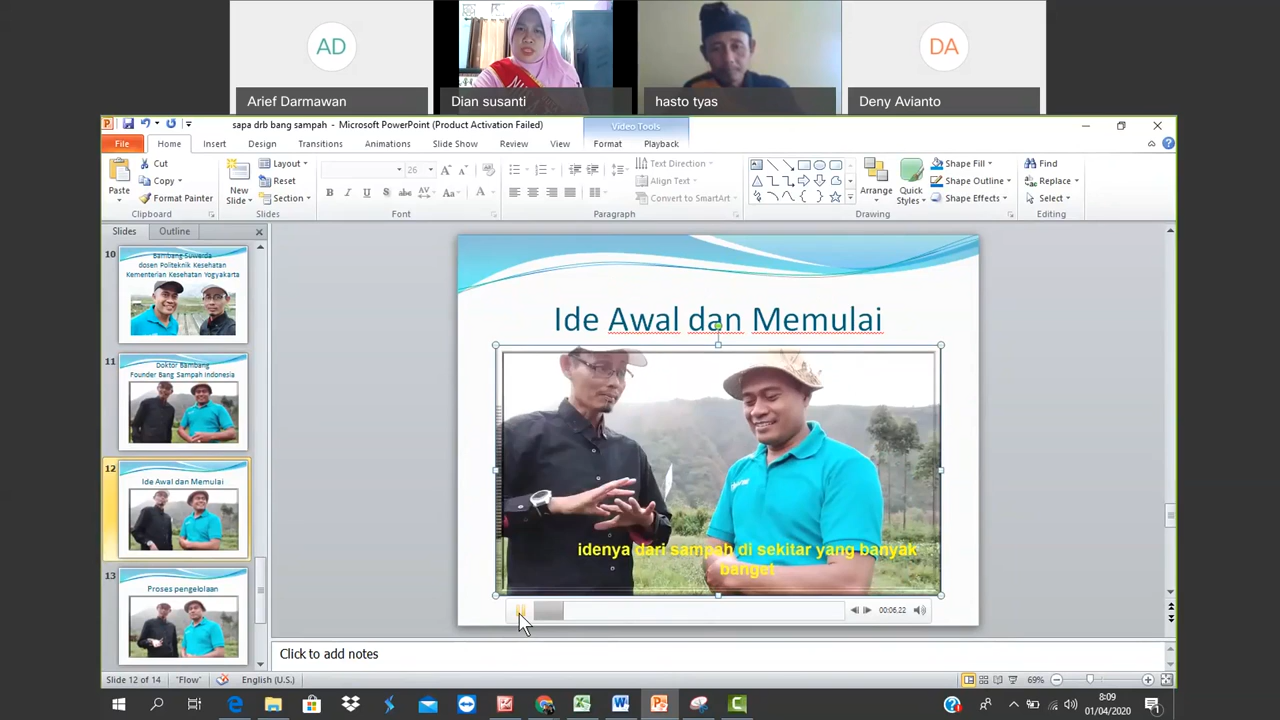 AD
DA
Arief Darmawan
Dian susanti
hasto tyas
Deny Avianto
sapa drb bang sampah - Microsoft PowerPoint (Product Activation Failed)
Video Tools
File Home Insert Design Transitions Animations Slide Show Review View Format Playback
Paste
Cut
Copy
Format Painter
Clipboard
New
Slide
Layout
Reset
Section
Slides
26
Font
Text Direction
Align Text
Convert to SmartArt
Paragraph
Arrange
Quick
Styles
Shape Fill
Shape Outline
Shape Effects
Drawing
Find
Replace
Select
Editing
Slides Outline
10
Bambang Suwerda
dosen Politeknik Kesehatan
Kementerian Kesehatan Yogyakarta
11
Doktor Bambang
Founder Bang Sampah Indonesia
12
Ide Awal dan Memulai
13
Proses pengelolaan
Ide Awal dan Memulai
idenya dari sampah di sekitar yang banyak
banget
00:06,22
Click to add notes
Slide 12 of 14 "Flow" English (U.S.) 69%
8:09
01/04/2020